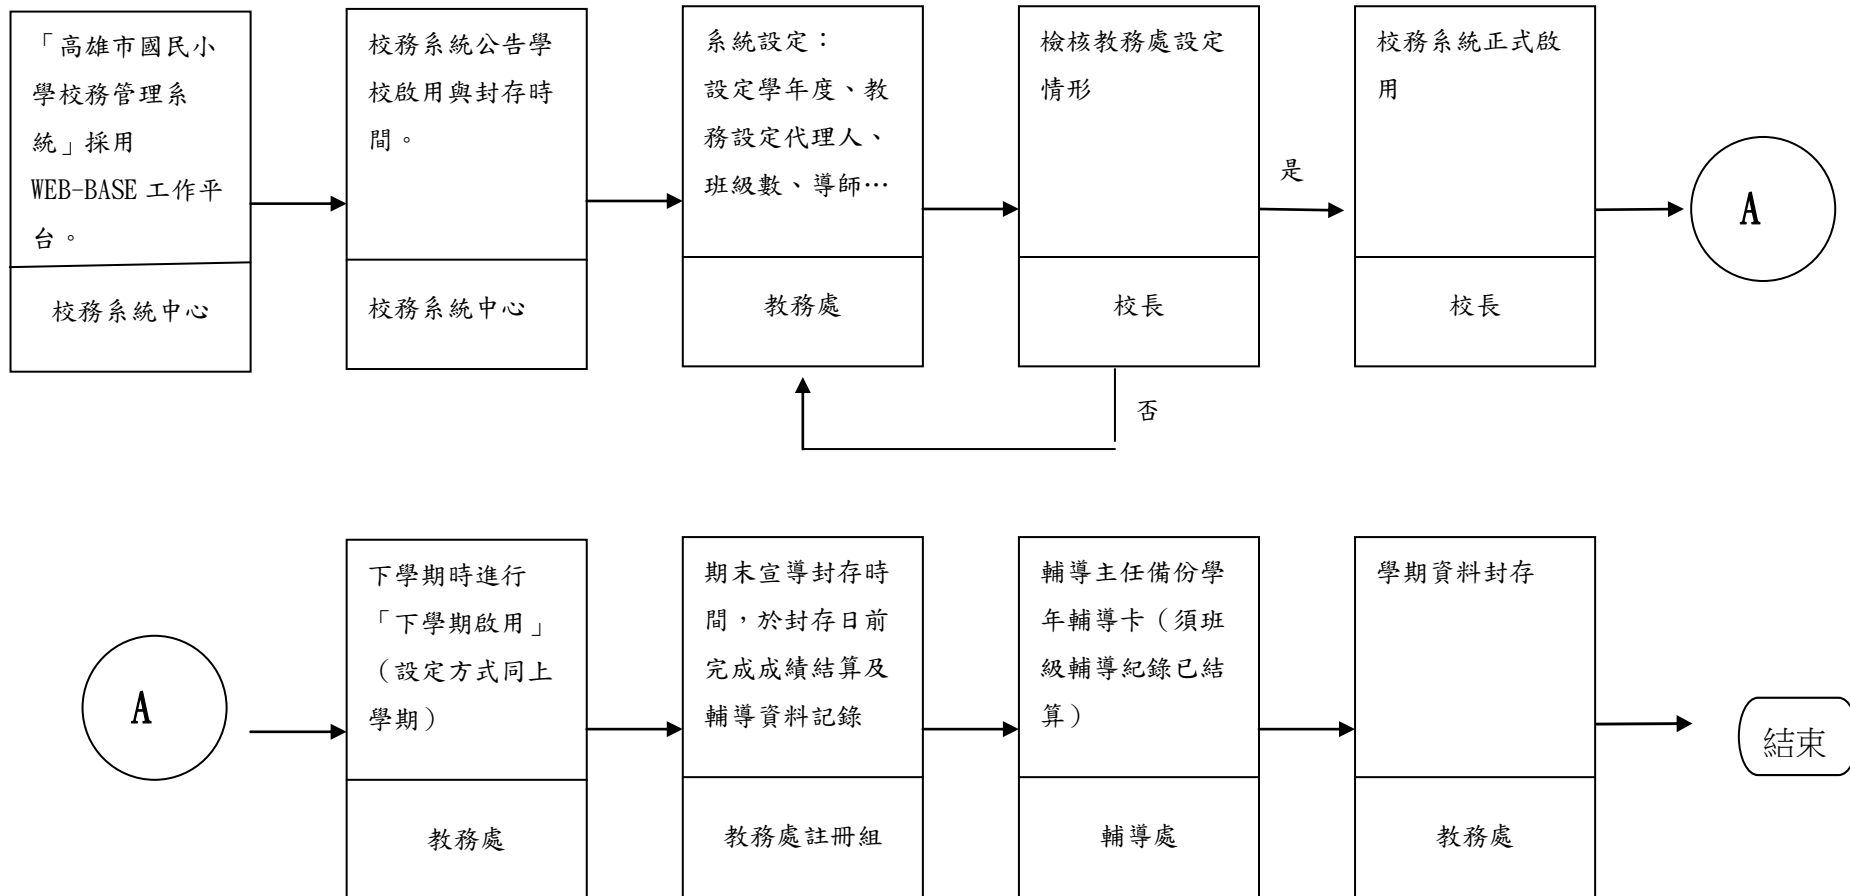 「高雄市國民小
學校務管理系
統」採用
WEB-BASE 工作平
台。
校務系統中心
校務系統公告學
校啟用與封存時
間。
校務系統中心
系統設定：
設定學年度、教
務設定代理人、
班級數、導師…
教務處
檢核教務處設定
情形
校長
是
否
校務系統正式啟
用
校長
A
A
下學期時進行
「下學期啟用」
（設定方式同上
學期）
教務處
期末宣導封存時
間，於封存日前
完成成績結算及
輔導資料記錄
教務處註冊組
輔導主任備份學
年輔導卡（須班
級輔導紀錄已結
算）
輔導處
學期資料封存
教務處
結束